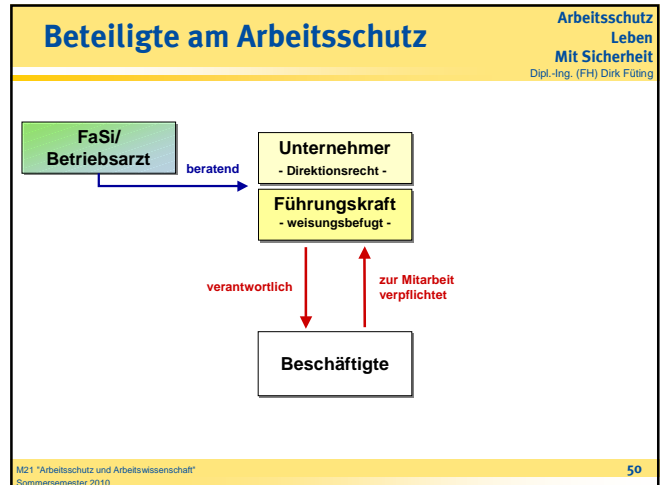 Beteiligte am Arbeitsschutz
Arbeitsschutz
Leben
Mit Sicherheit
Dipl.-Ing. (FH) Dirk Füting
FaSi/
Betriebsarzt
beratend
Unternehmer
- Direktionsrecht -
Führungskraft
- weisungsbefugt -
verantwortlich
zur Mitarbeit
verpflichtet
Beschäftigte
M21 "Arbeitsschutz und Arbeitswissenschaft"
Sommersemester 2010
50